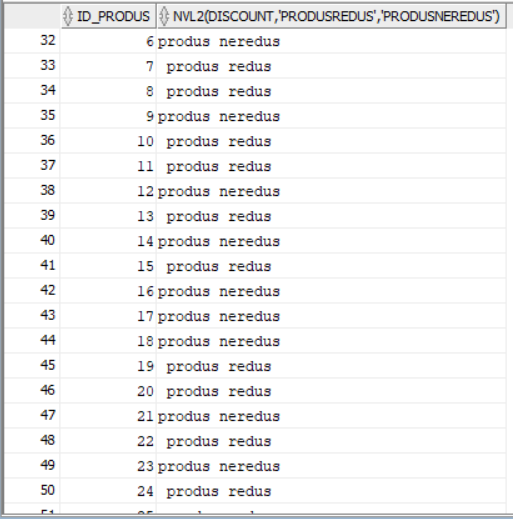 ID_PRODUS NVL2(DISCOUNT,'PRODUSREDUS','PRODUSNEREDUS')
32 6 produs neredus
33 7 produs redus
34 8 produs redus
35 9 produs neredus
36 10 produs redus
37 11 produs redus
38 12 produs neredus
39 13 produs redus
40 14 produs neredus
41 15 produs redus
42 16 produs neredus
43 17 produs neredus
44 18 produs neredus
45 19 produs redus
46 20 produs redus
47 21 produs neredus
48 22 produs redus
49 23 produs neredus
50 24 produs redus